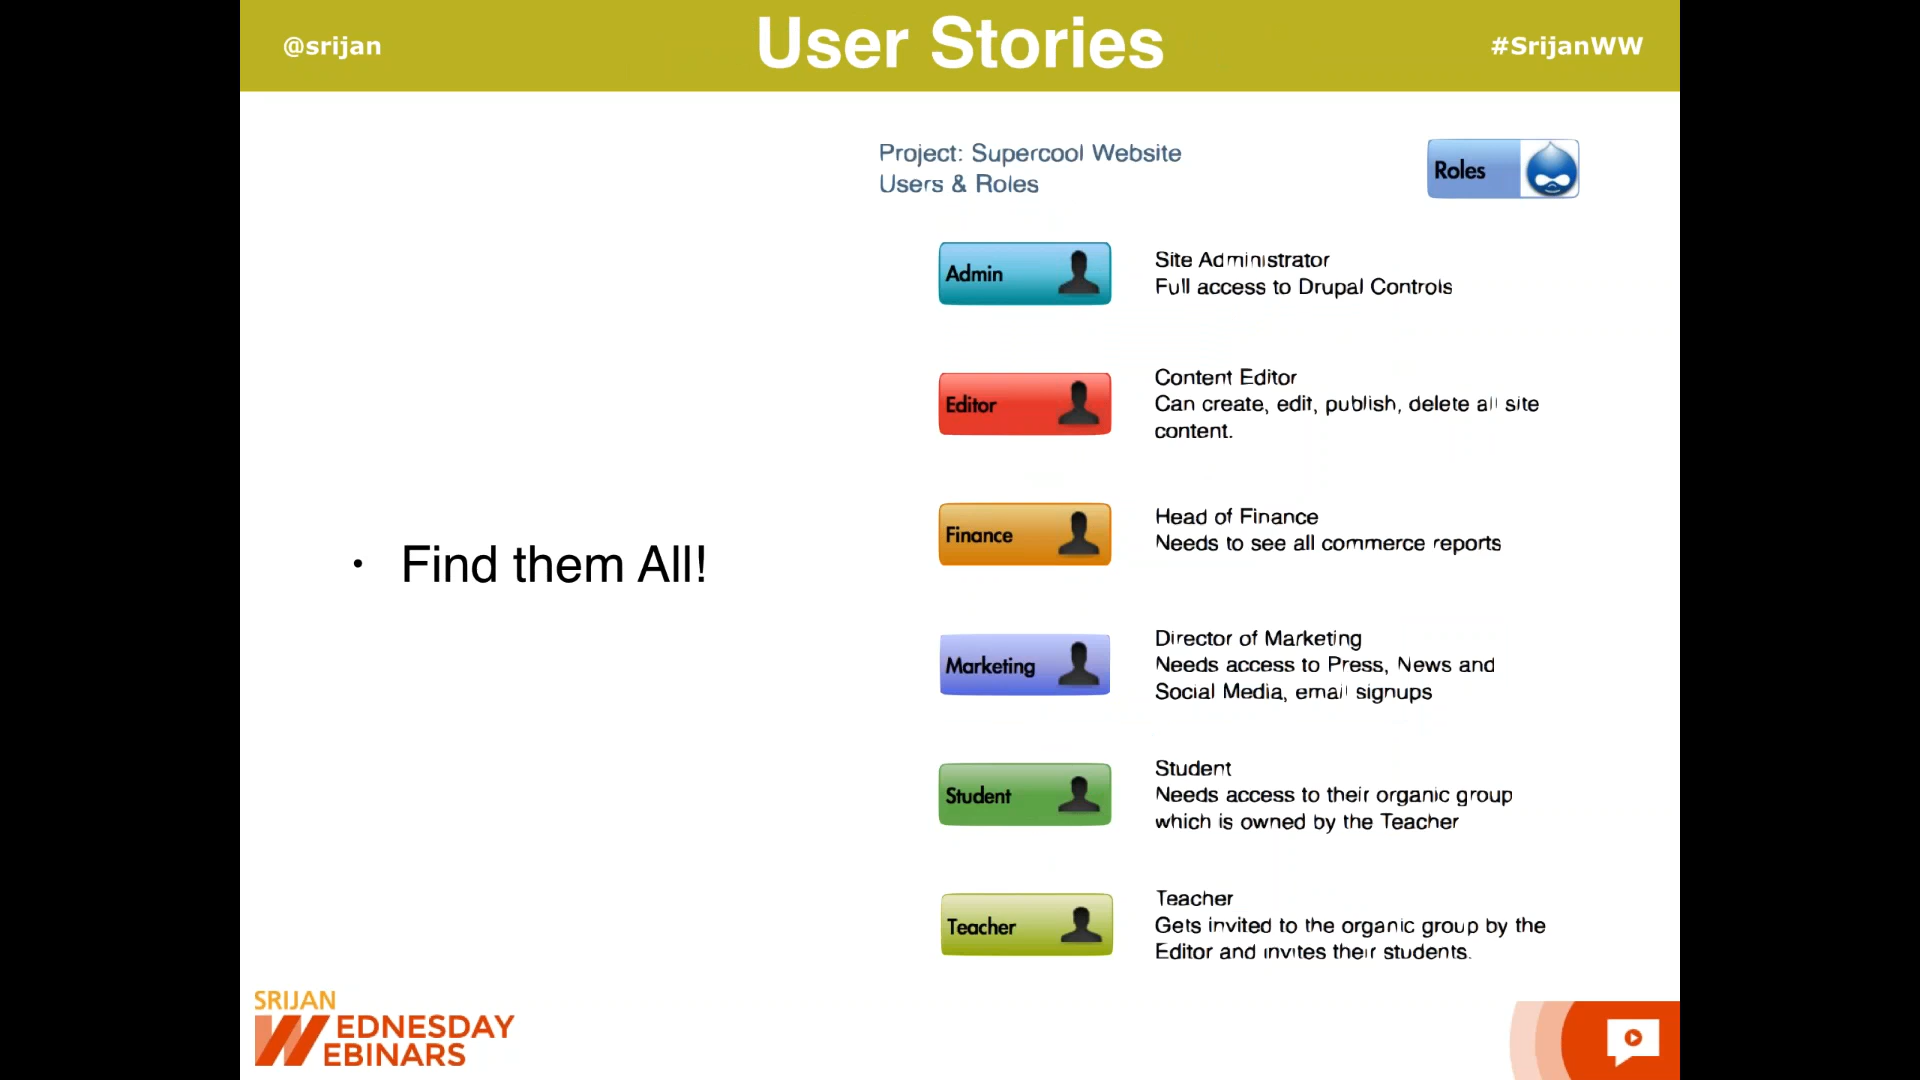 @srijan
User Stories
#SrijanWW
Project: Supercool Website
Users & Roles
Roles
Admin
Site Administrator
Full access to Drupal Controls
Editor
Content Editor
Can create, edit, publish, delete all site
content.
Finance
Head of Finance
Needs to see all commerce reports
• Find them All!
Marketing
Director of Marketing
Needs access to Press, News and
Social Media, email signups
Student
Student
Needs access to their organic group
which is owned by the Teacher
Teacher
Teacher
Gets invited to the organic group by the
Editor and invites their students.
SRIJAN
WEDNESDAY
WEBINARS